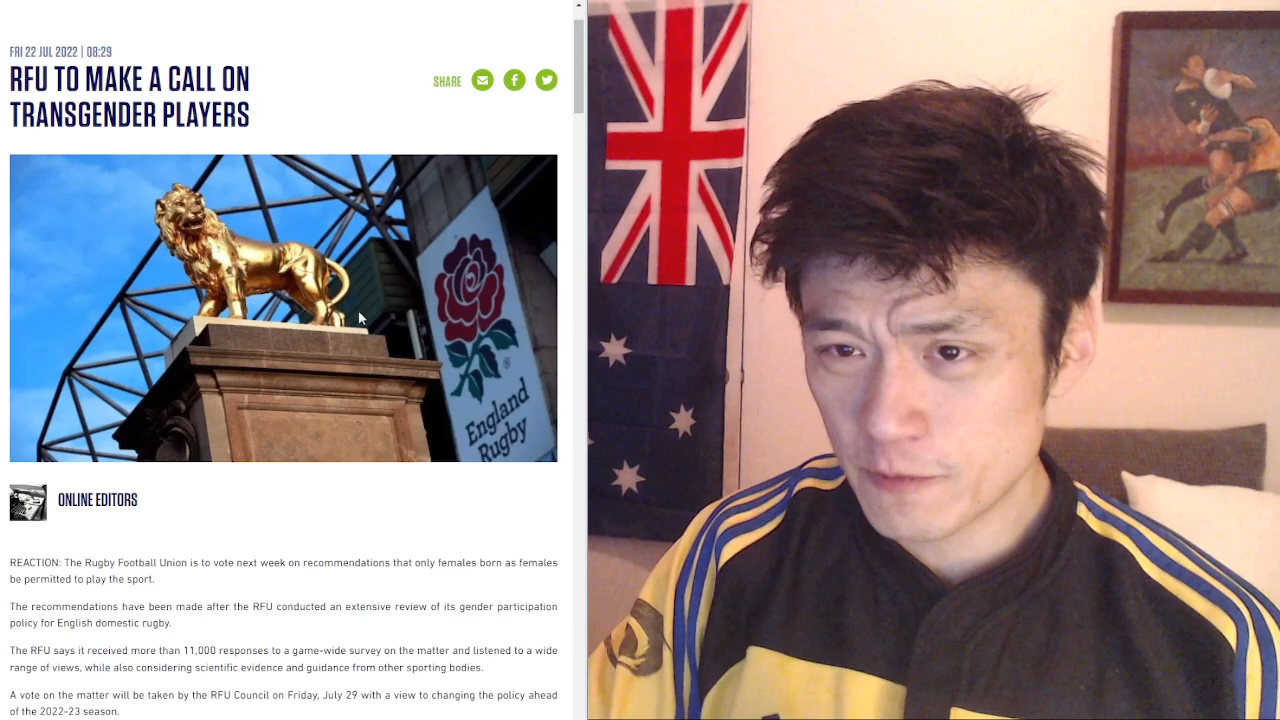 FRI 22 JUL 2022 | 08:29
RFU TO MAKE A CALL ON
TRANSGENDER PLAYERS
SHARE
England
Rugby
ONLINE EDITORS
REACTION: The Rugby Football Union is to vote next week on recommendations that only females born as females
be permitted to play the sport.
The recommendations have been made after the RFU conducted an extensive review of its gender participation
policy for English domestic rugby.
The RFU says it received more than 11,000 responses to a game-wide survey on the matter and listened to a wide
range of views, while also considering scientific evidence and guidance from other sporting bodies.
A vote on the matter will be taken by the RFU Council on Friday, July 29 with a view to changing the policy ahead
of the 2022-23 season.